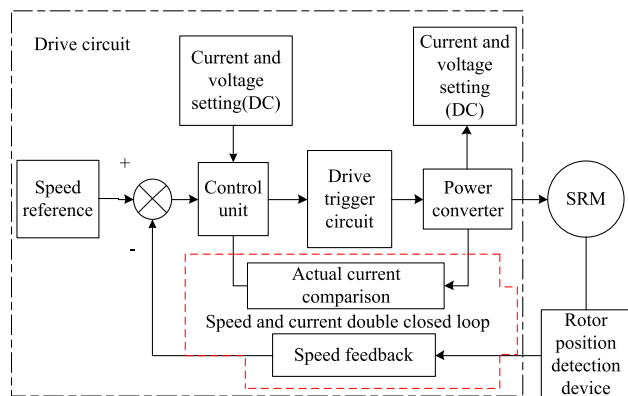 Drive circuit
Current and
voltage
setting(DC)
Current and
voltage
setting
(DC)
+
Speed
reference
-
Control
unit
Drive
trigger
circuit
Power
converter
SRM
Actual current
comparison
Speed and current double closed loop
Speed feedback
Rotor
position
detection
device